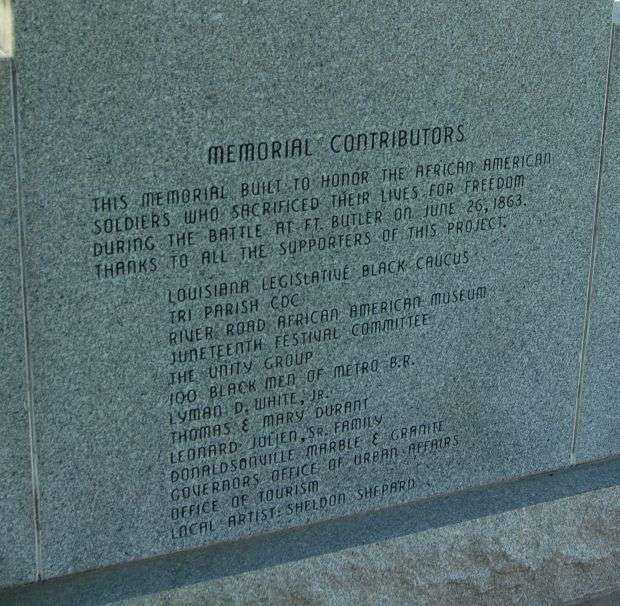 MEMORIAL CONTRIBUTORS
THIS MEMORIAL BUILT TO HONOR THE AFRICAN AMERICAN
SOLDIERS WHO SACRIFICED THEIR LIVES FOR FREEDOM
DURING THE BATTLE AT FT. BUTLER ON JUNE 26, 1863.
THANKS TO ALL THE SUPPORTERS OF THIS PROJECT.
LOUISIANA LEGISLATIVE BLACK CAUCUS
TRI PARISH CDC
RIVER ROAD AFRICAN AMERICAN MUSEUM
JUNETEENTH FESTIVAL COMMITTEE
THE UNITY GROUP
100 BLACK MEN OF METRO B.R.
LYMAN D. WHITE, JR.
THOMAS & MARY DURANT
LEONARD JULIEN, SR. FAMILY
DONALDSONVILLE MARBLE & GRANITE
GOVERNORS OFFICE OF URBAN AFFAIRS
OFFICE OF TOURISM
LOCAL ARTIST: SHELDON SHEPARD